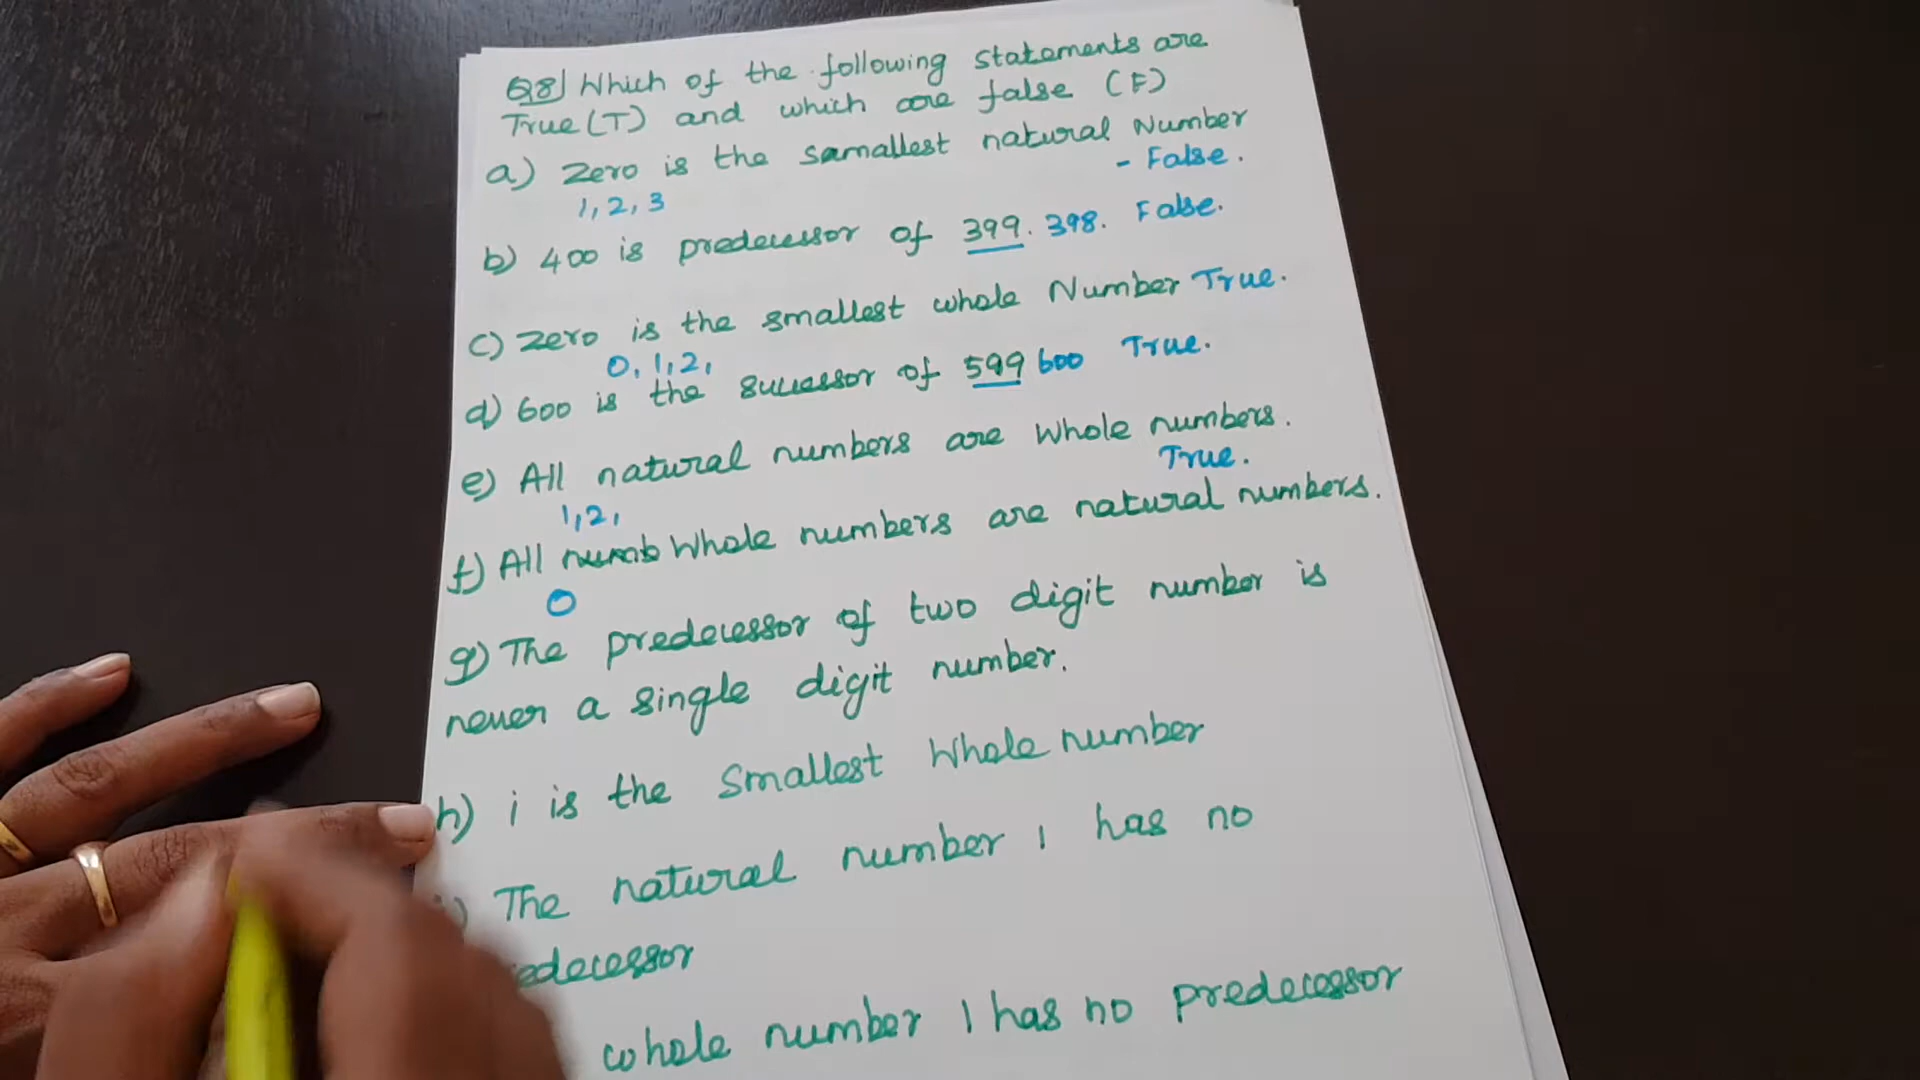 Q8) Which of the following statements are
True (T) and which are false (F)
a) Zero is the samallest natural Number
- False.
1, 2, 3
b) 400 is predecessor of 399. 398. False.
c) Zero is the smallest whole Number True.
0, 1, 2,
d) 600 is the successor of 599 600 True.
e) All natural numbers are Whole numbers.
True.
1, 2,
f) All numb Whole numbers are natural numbers.
0
g) The predecessor of two digit number is
never a single digit number.
h) i is the Smallest Whole number
The natural number 1 has no
edecessor
whole number 1 has no predecessor